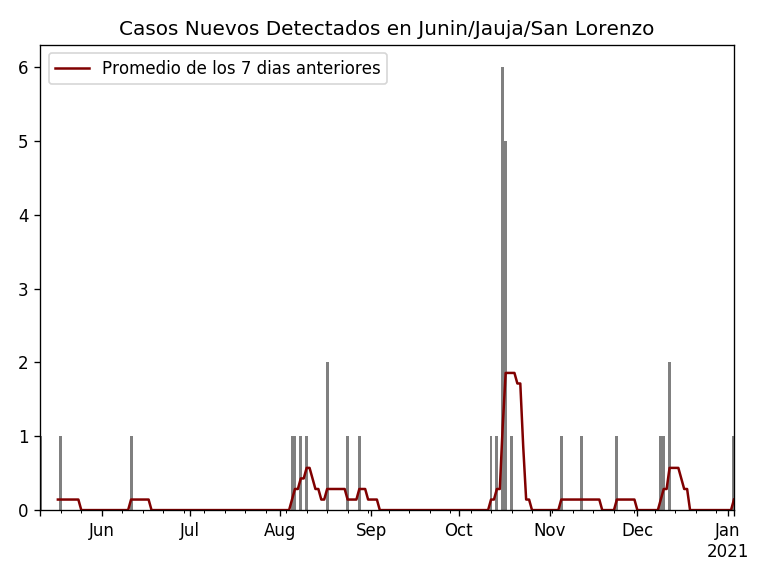 Casos Nuevos Detectados en Junin/Jauja/San Lorenzo
Promedio de los 7 dias anteriores
6
5
4
3
2
1
0
Jun Jul Aug Sep Oct Nov Dec Jan
2021